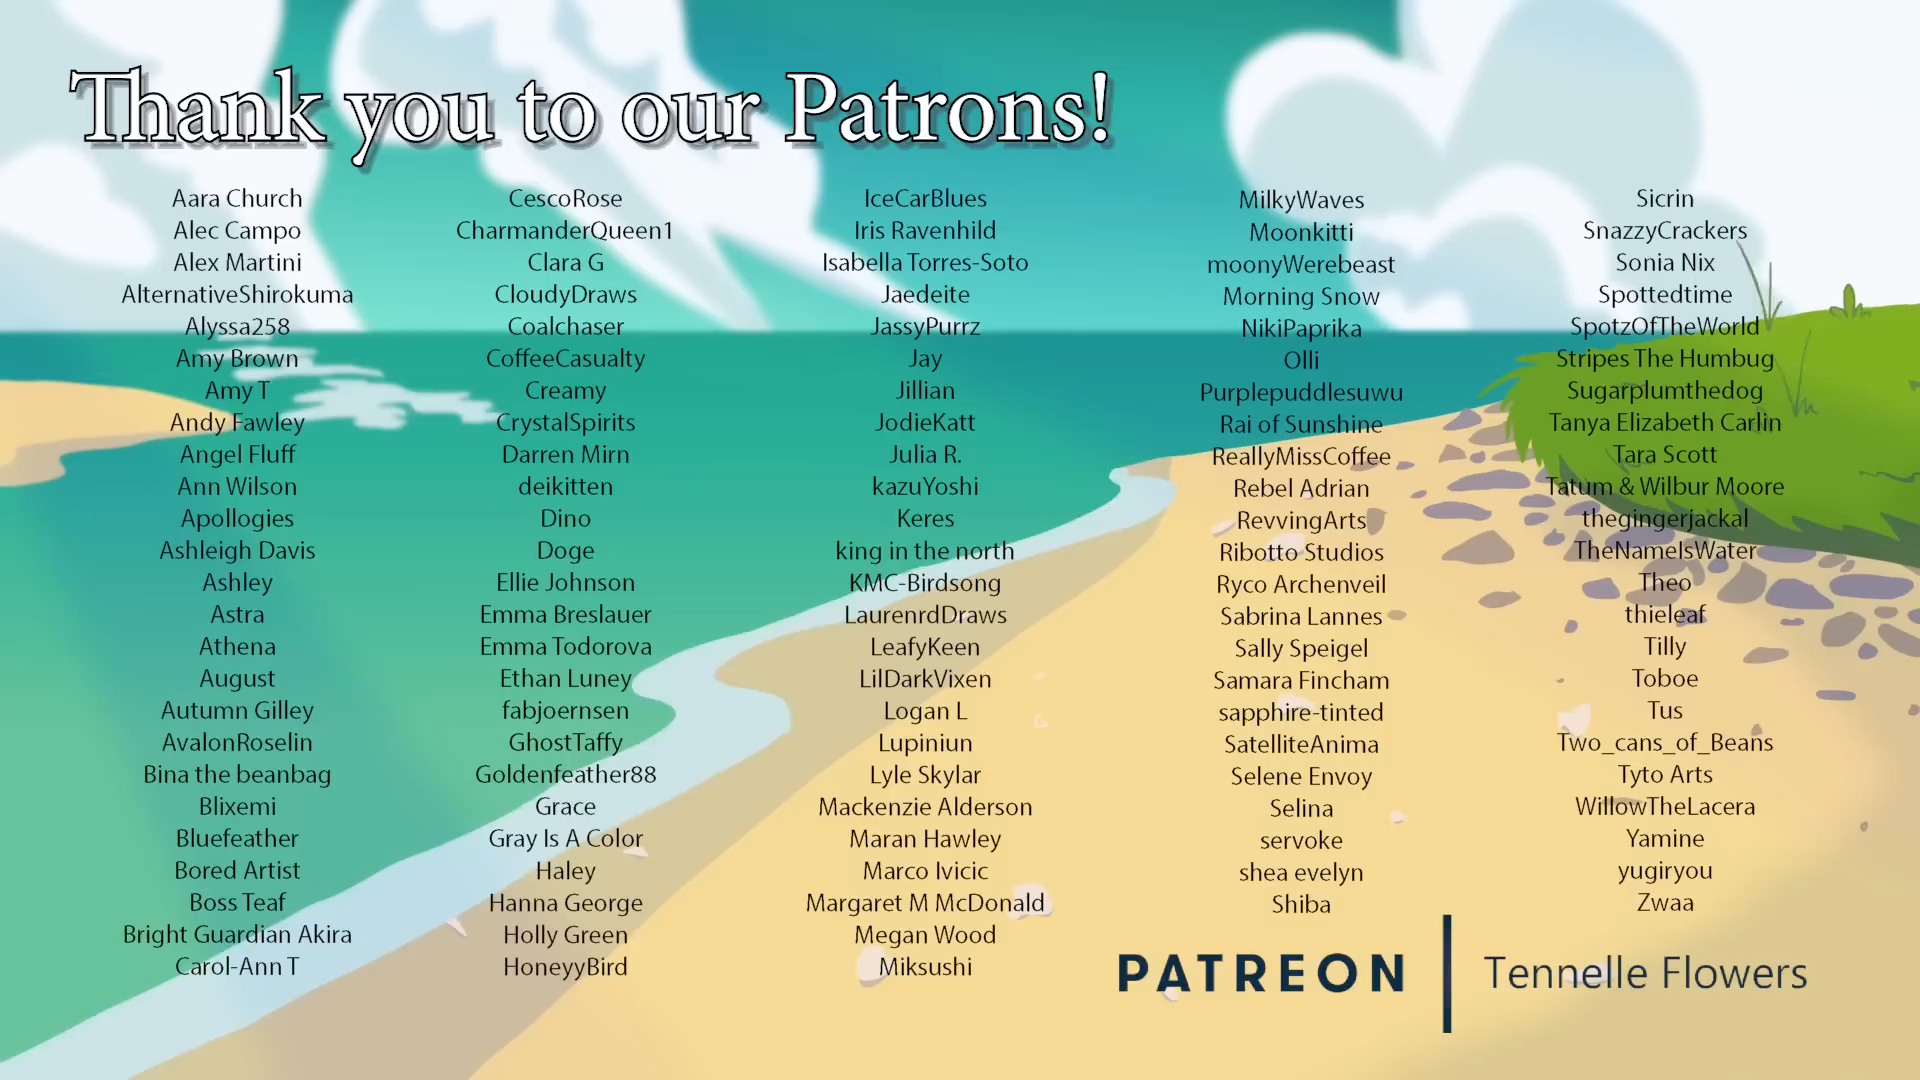 Thank you to our Patrons!
Aara Church
Alec Campo
Alex Martini
AlternativeShirokuma
Alyssa258
Amy Brown
Amy T
Andy Fawley
Angel Fluff
Ann Wilson
Apollogies
Ashleigh Davis
Ashley
Astra
Athena
August
Autumn Gilley
AvalonRoselin
Bina the beanbag
Blixemi
Bluefeather
Bored Artist
Boss Teaf
Bright Guardian Akira
Carol-Ann T
CescoRose
CharmanderQueen1
Clara G
CloudyDraws
Coalchaser
CoffeeCasualty
Creamy
CrystalSpirits
Darren Mirn
deikitten
Dino
Doge
Ellie Johnson
Emma Breslauer
Emma Todorova
Ethan Luney
fabjoernsen
GhostTaffy
Goldenfeather88
Grace
Gray Is A Color
Haley
Hanna George
Holly Green
HoneyyBird
IceCarBlues
Iris Ravenhild
Isabella Torres-Soto
Jaedeite
JassyPurrz
Jay
Jillian
JodieKatt
Julia R.
kazuYoshi
Keres
king in the north
KMC-Birdsong
LaurenrdDraws
LeafyKeen
LilDarkVixen
Logan L
Lupiniun
Lyle Skylar
Mackenzie Alderson
Maran Hawley
Marco Ivicic
Margaret M McDonald
Megan Wood
Miksushi
MilkyWaves
Moonkitti
moonyWerebeast
Morning Snow
NikiPaprika
Olli
Purplepuddlesuwu
Rai of Sunshine
ReallyMissCoffee
Rebel Adrian
RevvingArts
Ribotto Studios
Ryco Archenveil
Sabrina Lannes
Sally Speigel
Samara Fincham
sapphire-tinted
SatelliteAnima
Selene Envoy
Selina
servoke
shea evelyn
Shiba
Sicrin
SnazzyCrackers
Sonia Nix
Spottedtime
SpotzOfTheWorld
Stripes The Humbug
Sugarplumthedog
Tanya Elizabeth Carlin
Tara Scott
Tatum & Wilbur Moore
thegingerjackal
TheNameIsWater
Theo
thieleaf
Tilly
Toboe
Tus
Two_cans_of_Beans
Tyto Arts
WillowTheLacera
Yamine
yugiryou
Zwaa
PATREON | Tennelle Flowers